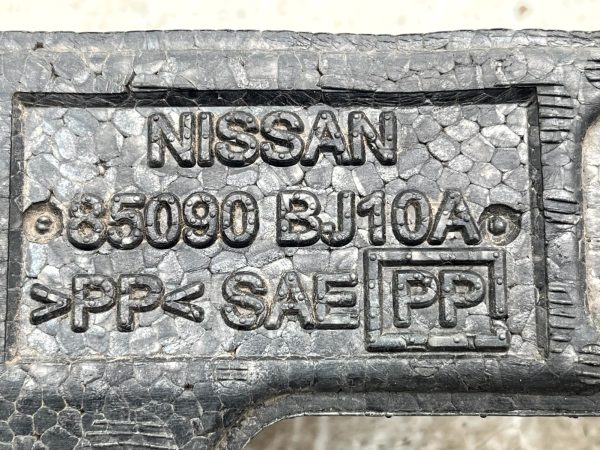 NISSAN
85090 BJ10A
>PP< SAE PP